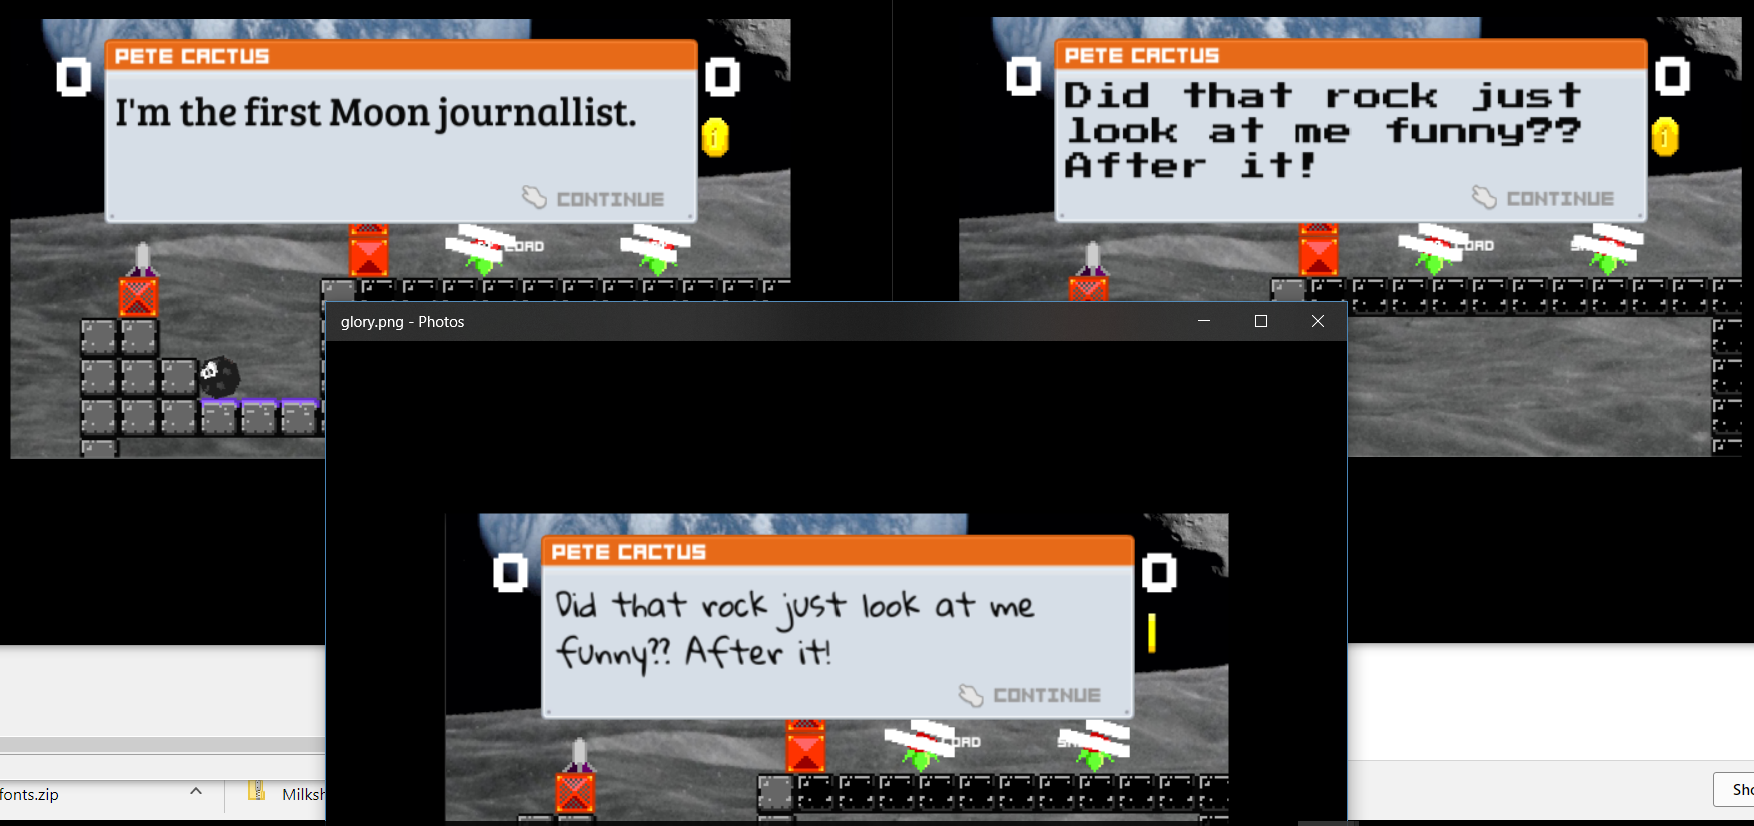 PETE CACTUS
0
0
I'm the first Moon journallist.
CONTINUE
PETE CACTUS
0
0
Did that rock just
look at me funny??
After it!
CONTINUE
glory.png - Photos
PETE CACTUS
0
0
Did that rock just look at me
funny?? After it!
CONTINUE
fonts.zip